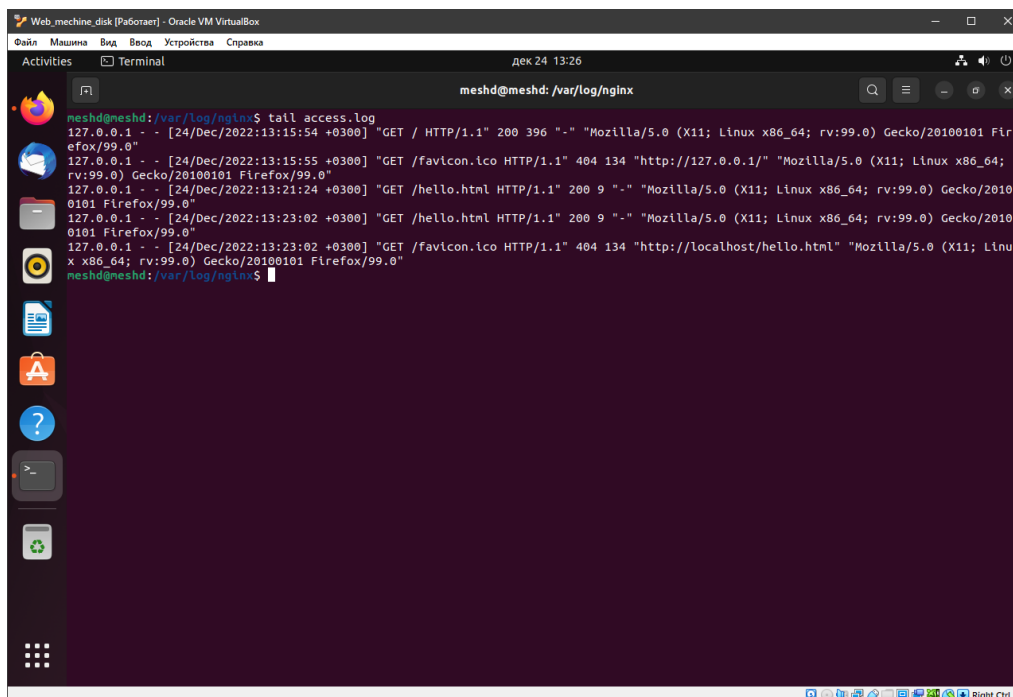 Web_mechine_disk [Работает] - Oracle VM VirtualBox
Файл Машина Вид Ввод Устройства Справка
Activities Terminal дек 24 13:26
meshd@meshd: /var/log/nginx
meshd@meshd:/var/log/nginx$ tail access.log
127.0.0.1 - - [24/Dec/2022:13:15:54 +0300] "GET / HTTP/1.1" 200 396 "-" "Mozilla/5.0 (X11; Linux x86_64; rv:99.0) Gecko/20100101 Fir
efox/99.0"
127.0.0.1 - - [24/Dec/2022:13:15:55 +0300] "GET /favicon.ico HTTP/1.1" 404 134 "http://127.0.0.1/" "Mozilla/5.0 (X11; Linux x86_64;
rv:99.0) Gecko/20100101 Firefox/99.0"
127.0.0.1 - - [24/Dec/2022:13:21:24 +0300] "GET /hello.html HTTP/1.1" 200 9 "-" "Mozilla/5.0 (X11; Linux x86_64; rv:99.0) Gecko/2010
0101 Firefox/99.0"
127.0.0.1 - - [24/Dec/2022:13:23:02 +0300] "GET /hello.html HTTP/1.1" 200 9 "-" "Mozilla/5.0 (X11; Linux x86_64; rv:99.0) Gecko/2010
0101 Firefox/99.0"
127.0.0.1 - - [24/Dec/2022:13:23:02 +0300] "GET /favicon.ico HTTP/1.1" 404 134 "http://localhost/hello.html" "Mozilla/5.0 (X11; Linu
x x86_64; rv:99.0) Gecko/20100101 Firefox/99.0"
meshd@meshd:/var/log/nginx$
Right Ctrl